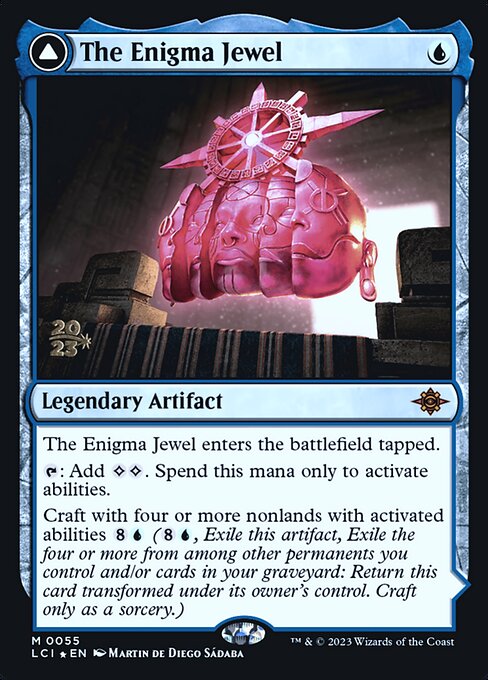 The Enigma Jewel
20
23
Legendary Artifact
The Enigma Jewel enters the battlefield tapped.
: Add . Spend this mana only to activate
abilities.
Craft with four or more nonlands with activated
abilities 8 (8 , Exile this artifact, Exile the
four or more from among other permanents you
control and/or cards in your graveyard: Return this
card transformed under its owner's control. Craft
only as a sorcery.)
M 0055
LCI ★ EN Martin de Diego Sádaba
™ & © 2023 Wizards of the Coast